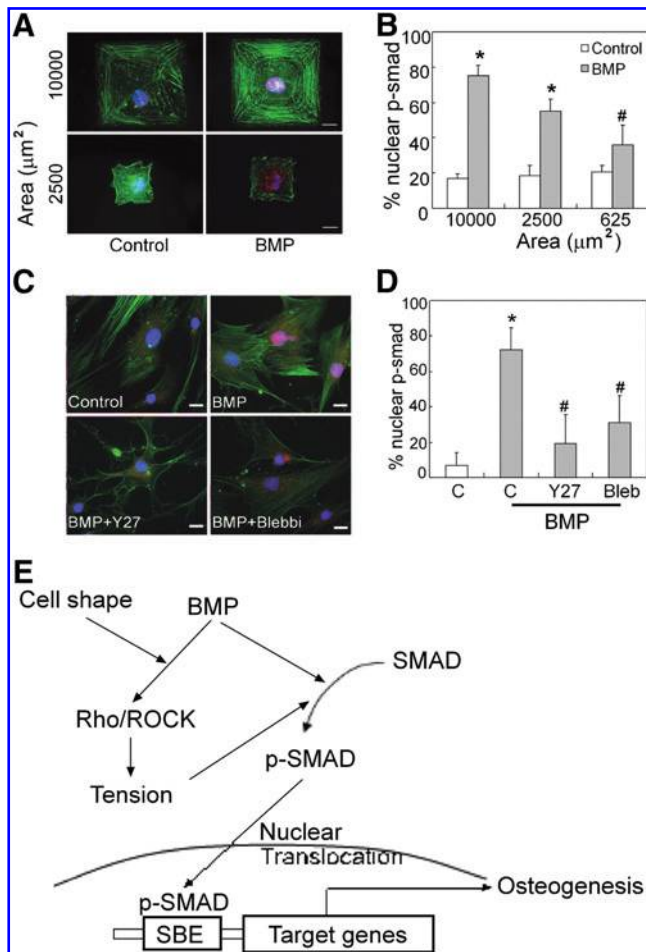 A
Area (μm²)
10000
2500
Control
BMP
B
% nuclear p-smad
100
80
60
40
20
0
Control
BMP
*
*
#
10000
2500
625
Area (μm²)
C
Control
BMP
BMP+Y27
BMP+Blebbi
D
% nuclear p-smad
100
80
60
40
20
0
*
#
#
C
C
Y27
Bleb
BMP
E
Cell shape
BMP
SMAD
Rho/ROCK
p-SMAD
Tension
Nuclear
Translocation
p-SMAD
Osteogenesis
SBE
Target genes